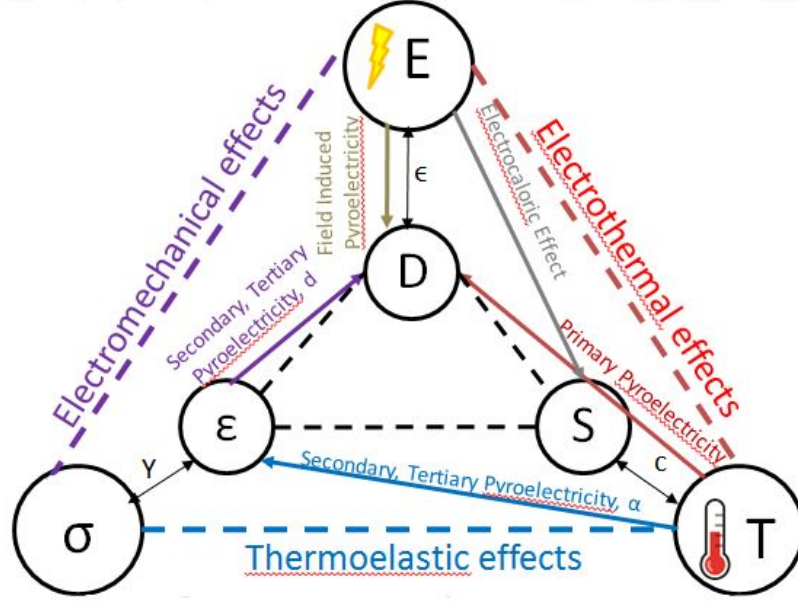 E
Electromechanical effects
Field Induced
Pyroelectricity
ϵ
Electrocaloric Effect
Electrothermal effects
D
Secondary, Tertiary
Pyroelectricity, d
Primary Pyroelectricity
ε
S
Y
Secondary, Tertiary Pyroelectricity, α
C
σ
T
Thermoelastic effects